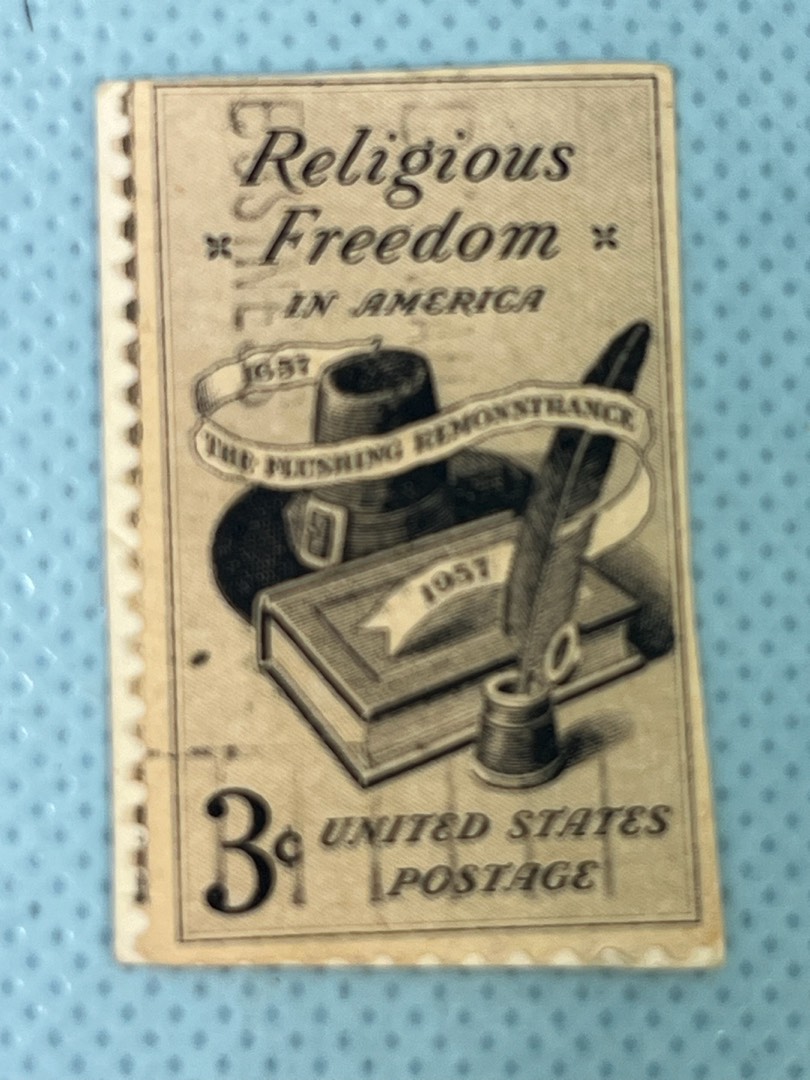 Religious
Freedom
IN AMERICA
1657
THE FLUSHING REMONSTRANCE
1957
3¢ UNITED STATES
POSTAGE